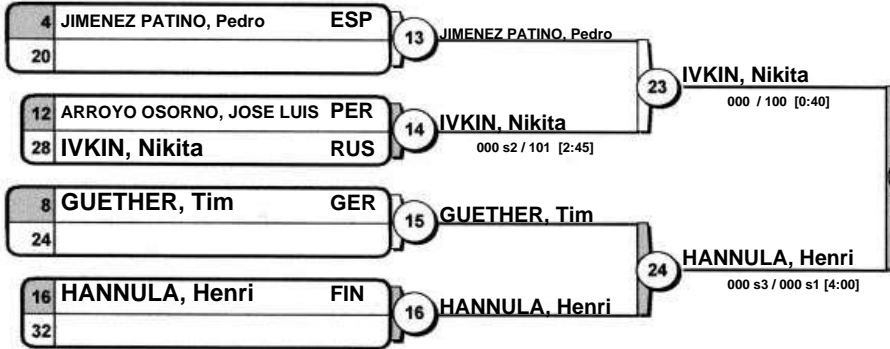 4 JIMENEZ PATINO, Pedro ESP
20
13
JIMENEZ PATINO, Pedro
12 ARROYO OSORNO, JOSE LUIS PER
28 IVKIN, Nikita RUS
14
IVKIN, Nikita
000 s2 / 101 [2:45]
23
IVKIN, Nikita
000 / 100 [0:40]
8 GUETHER, Tim GER
24
15
GUETHER, Tim
16 HANNULA, Henri FIN
32
16
HANNULA, Henri
24
HANNULA, Henri
000 s3 / 000 s1 [4:00]